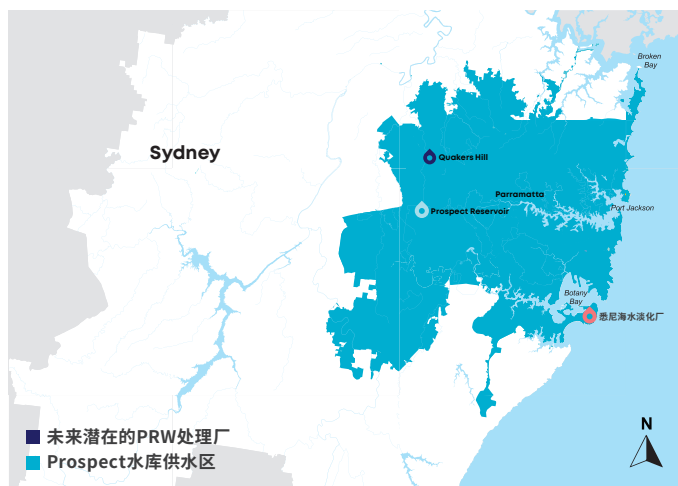 Broken
Bay
Sydney
Quakers Hill
Parramatta
Port Jackson
Prospect Reservoir
Botany
Bay
悉尼海水淡化厂
N
未来潜在的PRW处理厂
Prospect水库供水区